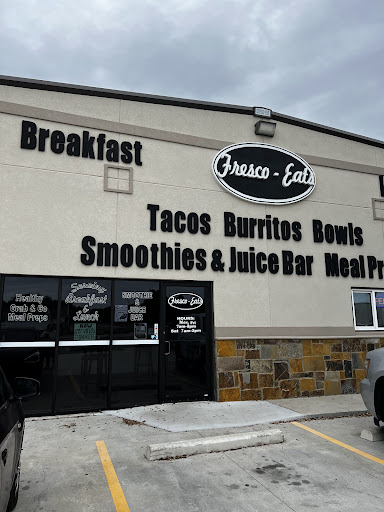 Breakfast
Fresco - Eats
Tacos Burritos Bowls
Smoothies & Juice Bar Meal Pr
Healthy
Grab & Go
Meal Preps
Serving
Breakfast
& Lunch
SMOOTHIE
&
JUICE
BAR
Fresco - Eats
HOURS: